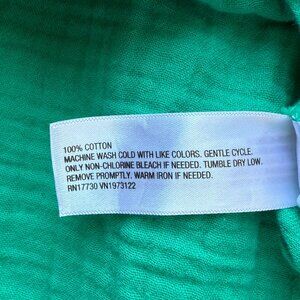 100% COTTON
MACHINE WASH COLD WITH LIKE COLORS. GENTLE CYCLE.
ONLY NON-CHLORINE BLEACH IF NEEDED. TUMBLE DRY LOW.
REMOVE PROMPTLY. WARM IRON IF NEEDED.
RN17730 VN1973122